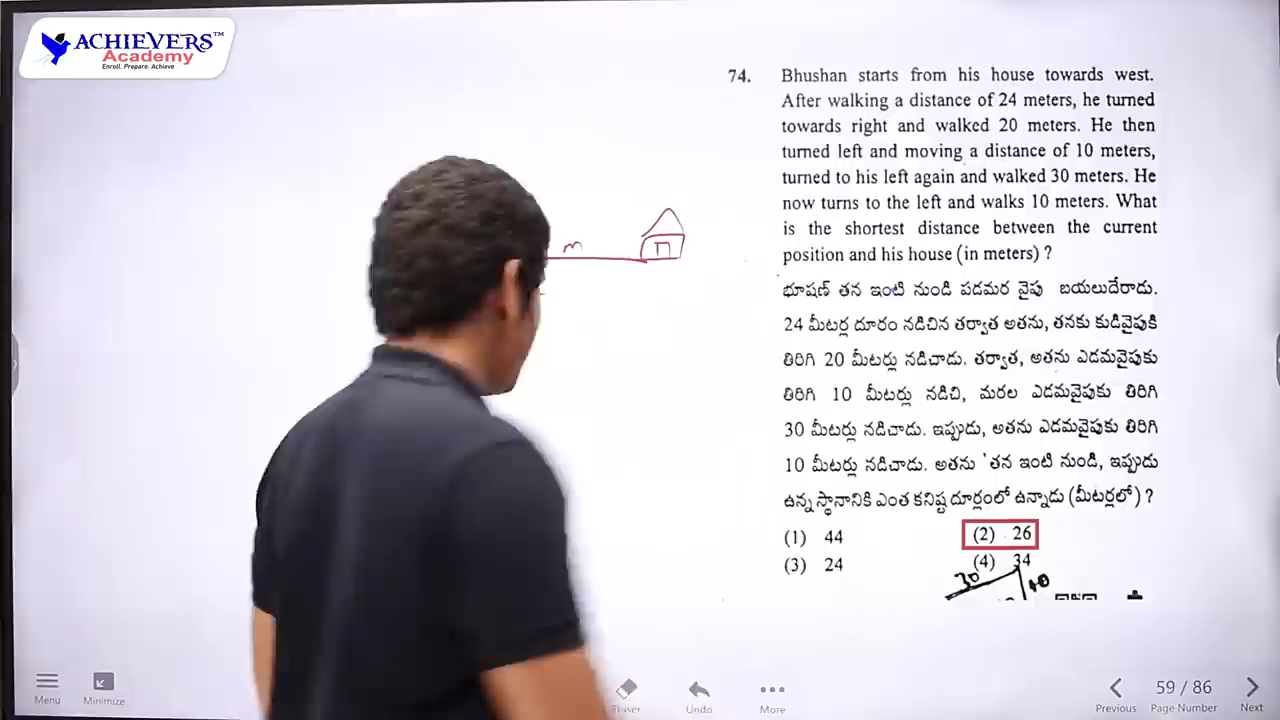 ACHIEVERS™
Academy
Enroll. Prepare. Achieve
74. Bhushan starts from his house towards west.
After walking a distance of 24 meters, he turned
towards right and walked 20 meters. He then
turned left and moving a distance of 10 meters,
turned to his left again and walked 30 meters. He
now turns to the left and walks 10 meters. What
is the shortest distance between the current
position and his house (in meters) ?
భూషణ్ తన ఇంటి నుండి పడమర వైపు బయలుదేరాడు.
24 మీటర్ల దూరం నడిచిన తర్వాత అతను, తనకు కుడివైపుకి
తిరిగి 20 మీటర్లు నడిచాడు. తర్వాత, అతను ఎడమవైపుకు
తిరిగి 10 మీటర్లు నడిచి, మరల ఎడమవైపుకు తిరిగి
30 మీటర్లు నడిచాడు. ఇప్పుడు, అతను ఎడమవైపుకు తిరిగి
10 మీటర్లు నడిచాడు. అతను 'తన ఇంటి నుండి, ఇప్పుడు
ఉన్న స్థానానికి ఎంత కనిష్ట దూర్లంలో ఉన్నాడు (మీటర్లలో) ?
(1) 44 (2) 26
(3) 24 (4) 34
30
m
Menu Minimize Eraser Undo More Previous 59 / 86 Page Number Next